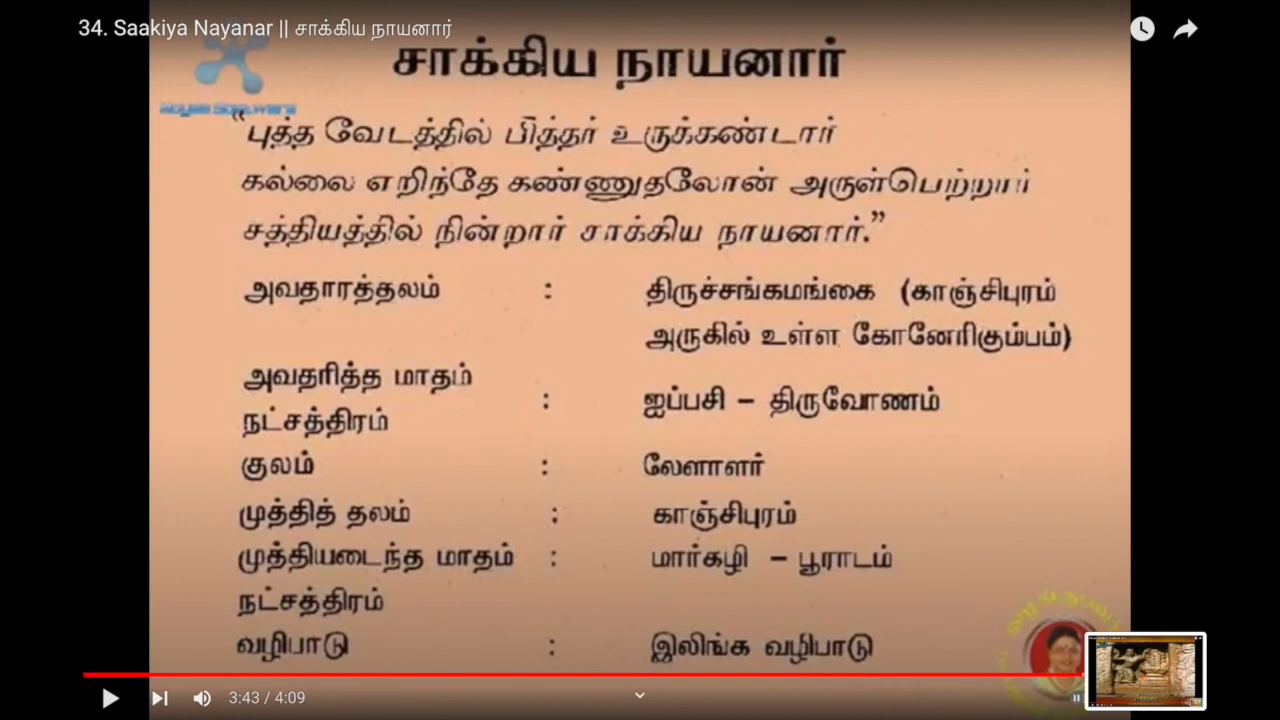 34. Saakiya Nayanar || சாக்கிய நாயனார்
சாக்கிய நாயனார்
“புத்த வேடத்தில் பித்தர் உருக்கண்டார்
கல்லை எறிந்தே கண்ணுதலோன் அருள்பெற்றார்
சத்தியத்தில் நின்றார் சாக்கிய நாயனார்.”
அவதாரத்தலம் : திருச்சங்கமங்கை (காஞ்சிபுரம்
அருகில் உள்ள கோனேரிகும்பம்)
அவதரித்த மாதம்
நட்சத்திரம் : ஐப்பசி – திருவோணம்
குலம் : லேளாளர்
முத்தித் தலம் : காஞ்சிபுரம்
முத்தியடைந்த மாதம் : மார்கழி – பூராடம்
நட்சத்திரம்
வழிபாடு : இலிங்க வழிபாடு
3:43 / 4:09